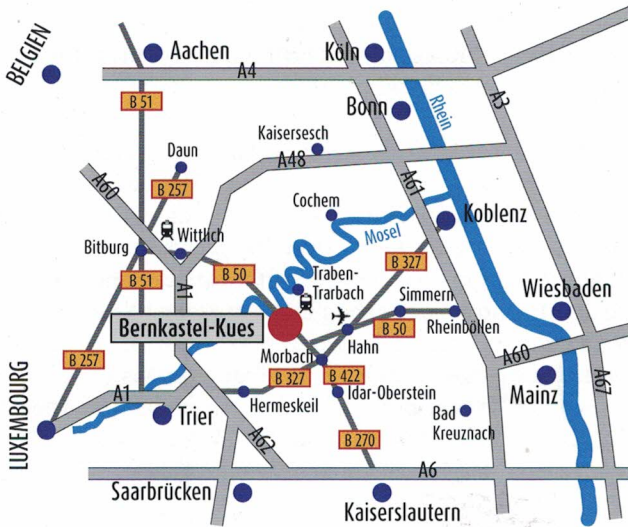 BELGIEN
Aachen
Köln
A4
B 51
Bonn
Rhein
A3
Daun
Kaisersesch
A48
B 257
A60
A61
Cochem
Koblenz
Mosel
Bitburg
Wittlich
B 50
B 327
B 51
A1
Traben-
Trarbach
Simmern
Wiesbaden
Bernkastel-Kues
B 50
Rheinböllen
Hahn
B 257
Morbach
A60
B 327
B 422
Mainz
A67
A1
Hermeskeil
Idar-Oberstein
LUXEMBOURG
Trier
Bad
Kreuznach
A62
B 270
A6
Saarbrücken
Kaiserslautern